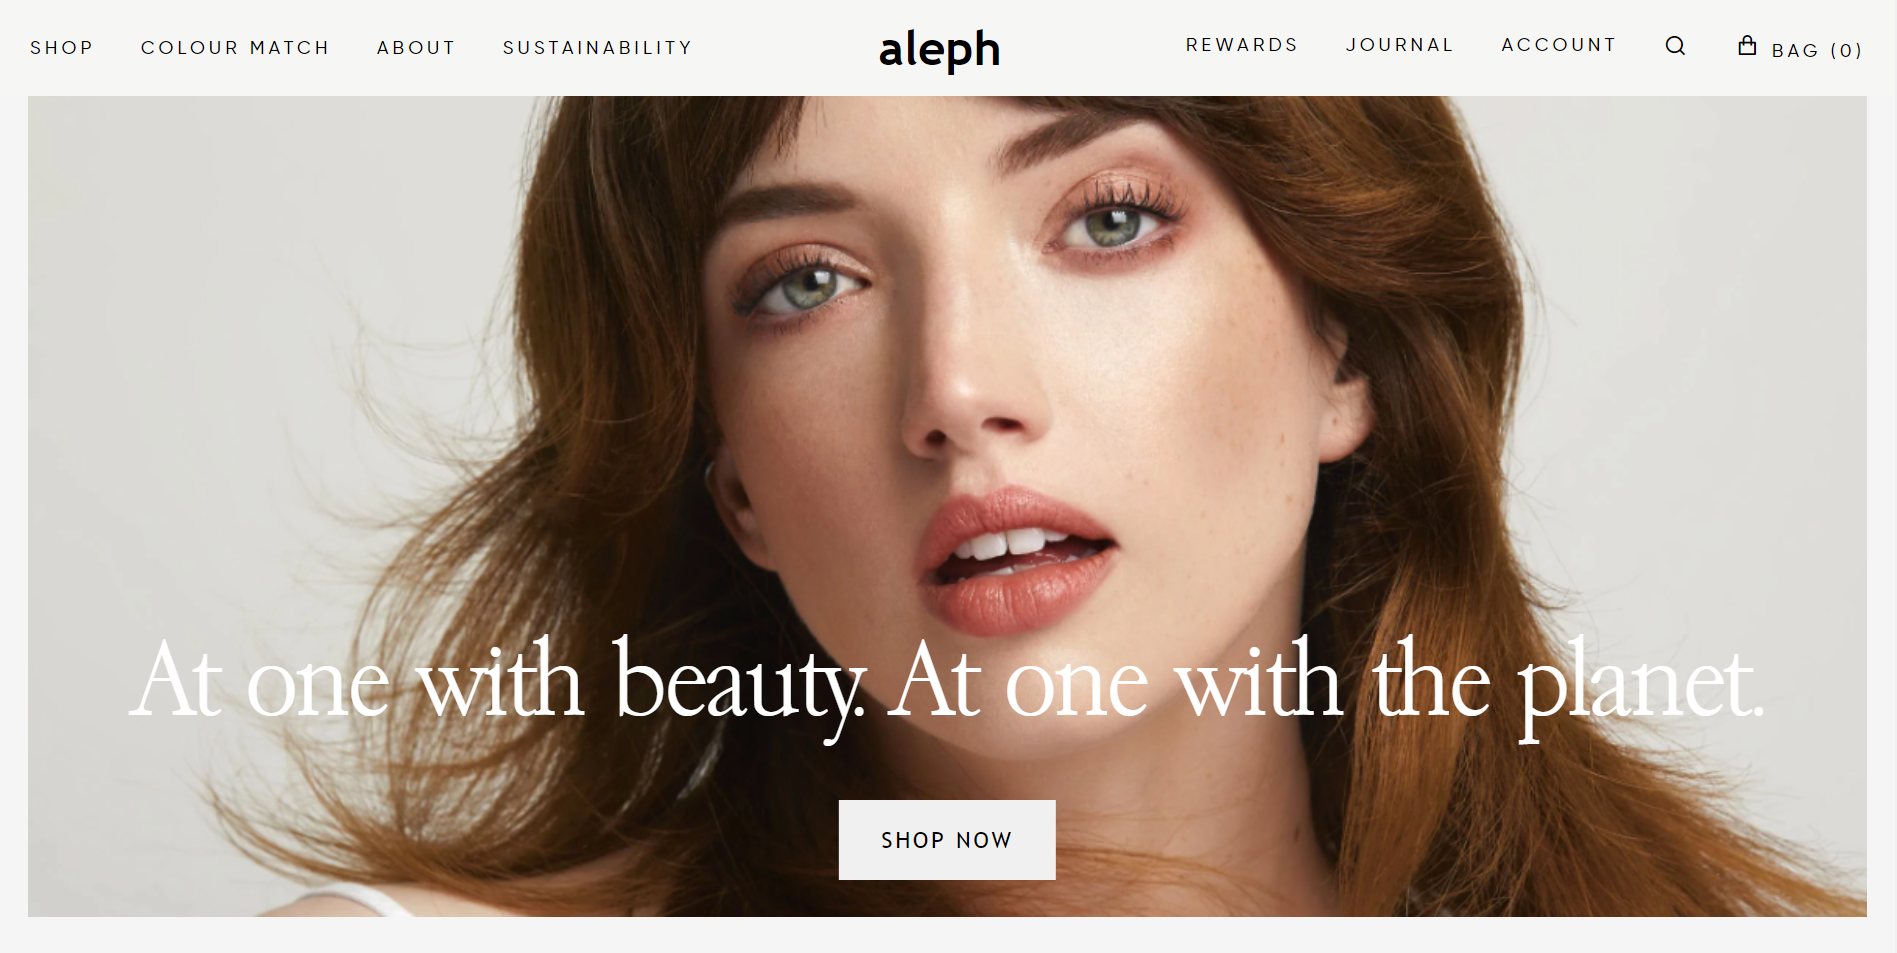 SHOP COLOUR MATCH ABOUT SUSTAINABILITY aleph REWARDS JOURNAL ACCOUNT BAG (0)
At one with beauty. At one with the planet.
SHOP NOW